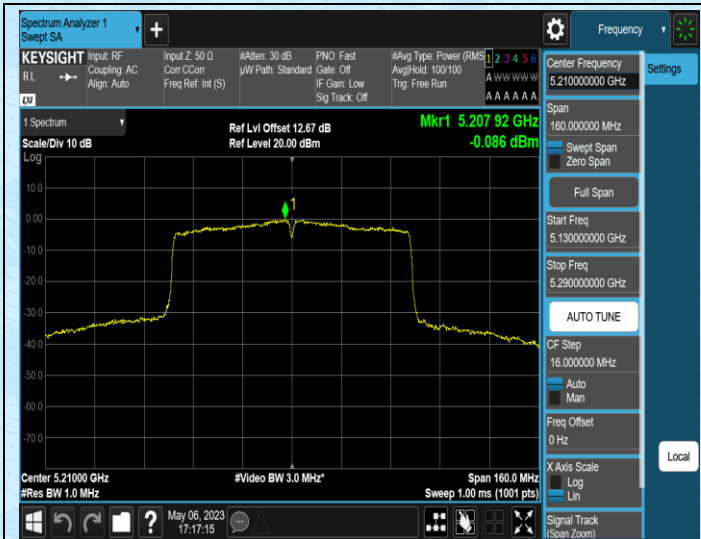 Spectrum Analyzer 1
Swept SA
+
Frequency
KEYSIGHT
RL
LXI
Input: RF
Coupling: AC
Align: Auto
Input Z: 50 Ω
Corr CCorr
Freq Ref: Int (S)
#Atten: 30 dB
µW Path: Standard
PNO: Fast
Gate: Off
IF Gain: Low
Sig Track: Off
#Avg Type: Power (RMS
Avg|Hold: 100/100
Trig: Free Run
1 2 3 4 5 6
A W W W W W
A A A A A A
1 Spectrum
Scale/Div 10 dB
Log
Ref Lvl Offset 12.67 dB
Ref Level 20.00 dBm
Mkr1 5.207 92 GHz
-0.086 dBm
10.0
0.00
-10.0
-20.0
-30.0
-40.0
-50.0
-60.0
-70.0
1
Center 5.21000 GHz
#Res BW 1.0 MHz
#Video BW 3.0 MHz*
Span 160.0 MHz
Sweep 1.00 ms (1001 pts)
Center Frequency
5.210000000 GHz
Settings
Span
160.000000 MHz
Swept Span
Zero Span
Full Span
Start Freq
5.130000000 GHz
Stop Freq
5.290000000 GHz
AUTO TUNE
CF Step
16.000000 MHz
Auto
Man
Freq Offset
0 Hz
X Axis Scale
Log
Lin
Signal Track
(Span Zoom)
Local
?
May 06, 2023
17:17:15